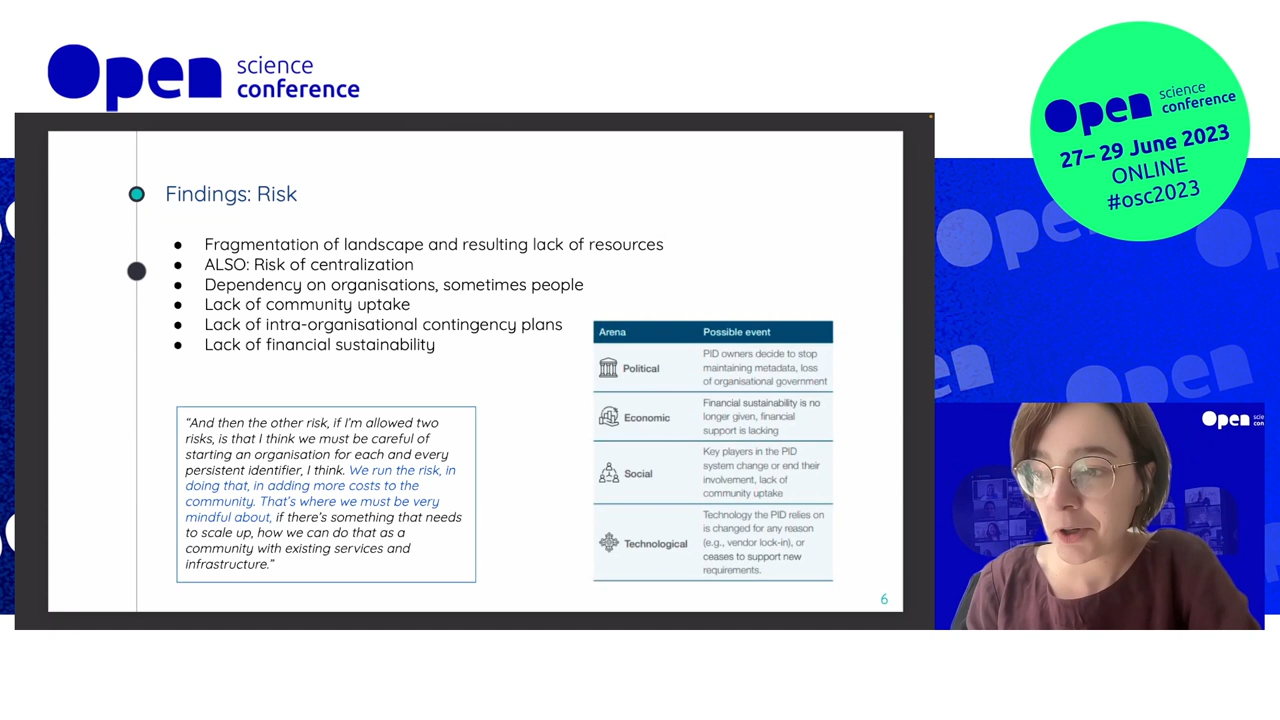 Open science
conference
Open science
conference
27– 29 June 2023
ONLINE
#osc2023
Findings: Risk
● Fragmentation of landscape and resulting lack of resources
● ALSO: Risk of centralization
● Dependency on organisations, sometimes people
● Lack of community uptake
● Lack of intra-organisational contingency plans
● Lack of financial sustainability
Arena Possible event
Political
PID owners decide to stop
maintaining metadata, loss
of organisational government
Economic
Financial sustainability is no
longer given, financial
support is lacking
Social
Key players in the PID
system change or end their
involvement, lack of
community uptake
Technological
Technology the PID relies on
is changed for any reason
(e.g., vendor lock-in), or
ceases to support new
requirements.
“And then the other risk, if I’m allowed two
risks, is that I think we must be careful of
starting an organisation for each and every
persistent identifier, I think. We run the risk, in
doing that, in adding more costs to the
community. That’s where we must be very
mindful about, if there’s something that needs
to scale up, how we can do that as a
community with existing services and
infrastructure.”
6
Open scie
con